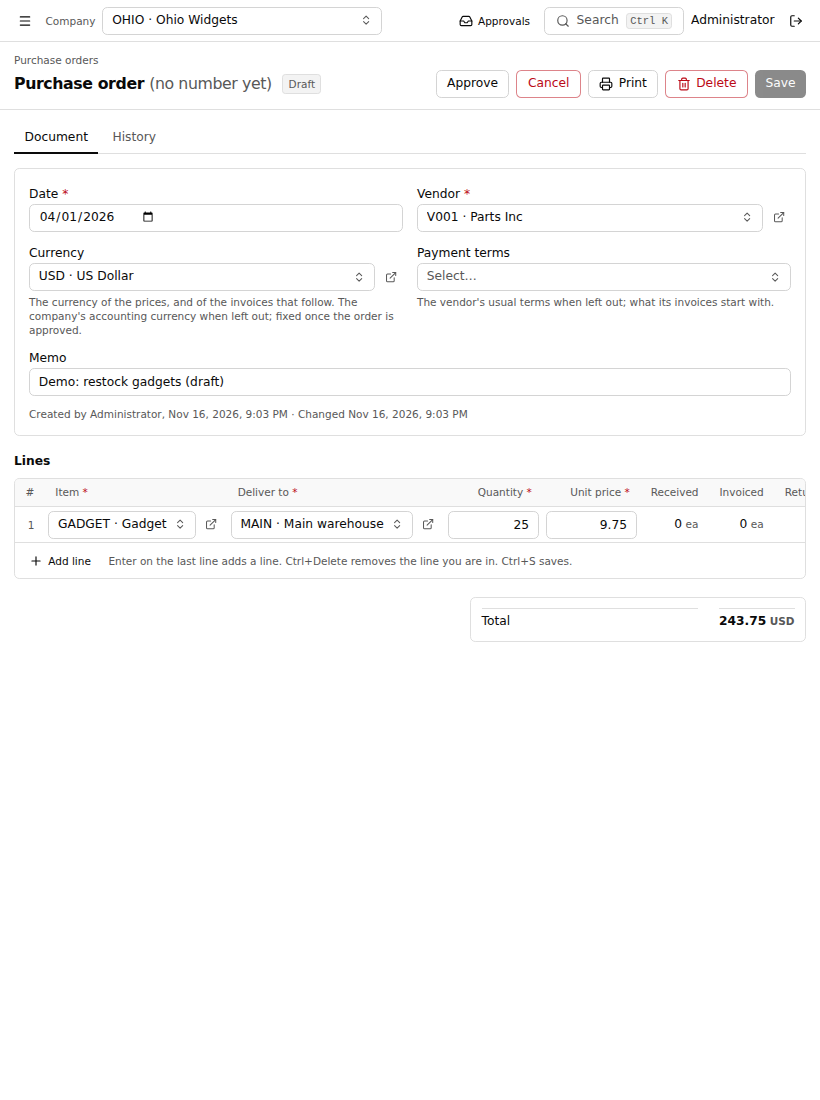 Company OHIO · Ohio Widgets Approvals Search Ctrl K Administrator
Purchase orders
Purchase order (no number yet) Draft Approve Cancel Print Delete Save
Document History
Date * Vendor *
04/01/2026 V001 · Parts Inc
Currency Payment terms
USD · US Dollar Select...
The currency of the prices, and of the invoices that follow. The company's accounting currency when left out; fixed once the order is approved.
The vendor's usual terms when left out; what its invoices start with.
Memo
Demo: restock gadgets (draft)
Created by Administrator, Nov 16, 2026, 9:03 PM · Changed Nov 16, 2026, 9:03 PM
Lines
# Item * Deliver to * Quantity * Unit price * Received Invoiced Retu
1 GADGET · Gadget MAIN · Main warehouse 25 9.75 0 ea 0 ea
Add line Enter on the last line adds a line. Ctrl+Delete removes the line you are in. Ctrl+S saves.
Total 243.75 USD